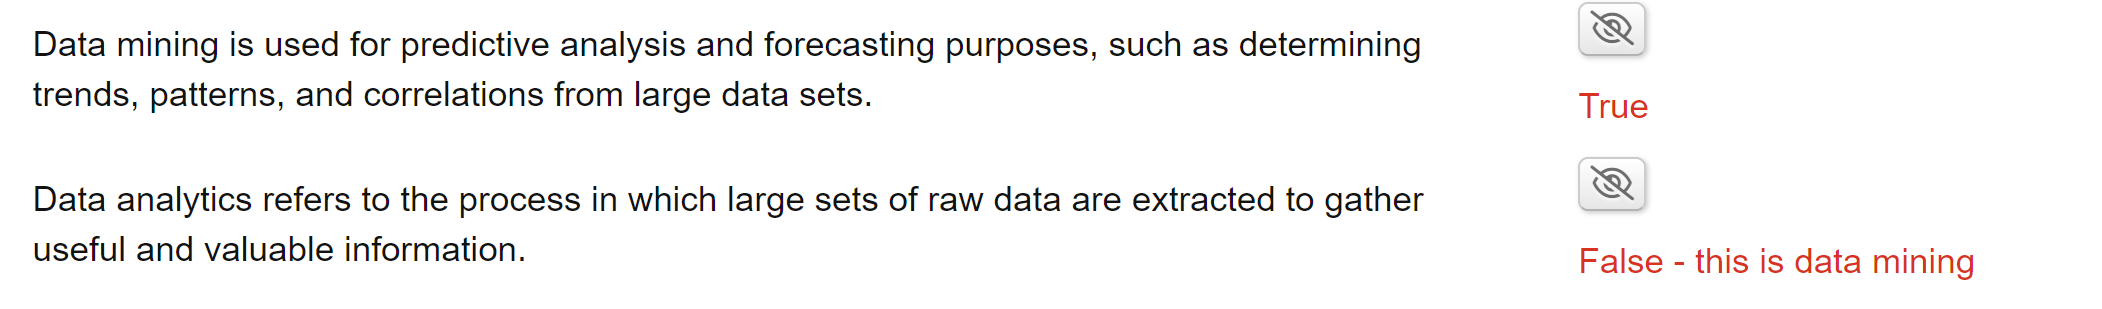 Data mining is used for predictive analysis and forecasting purposes, such as determining
trends, patterns, and correlations from large data sets.
True
Data analytics refers to the process in which large sets of raw data are extracted to gather
useful and valuable information.
False - this is data mining